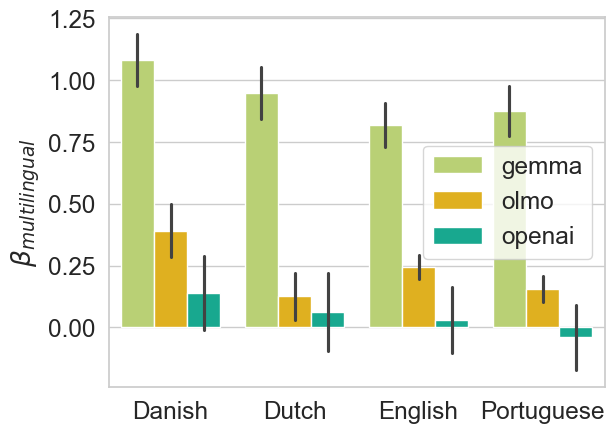 1.25
1.00
0.75
0.50
0.25
0.00
β_multilingual
gemma
olmo
openai
Danish Dutch English Portuguese